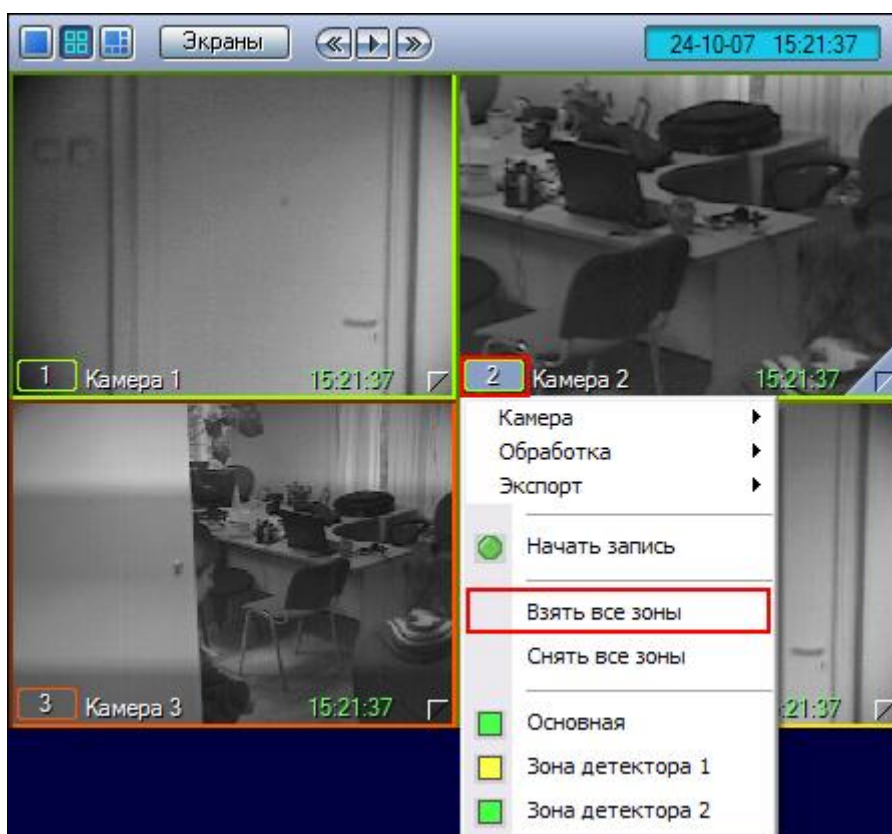 Экраны
24-10-07 15:21:37
1 Камера 1 15:21:37
2 Камера 2 15:21:37
Камера
Обработка
Экспорт
Начать запись
Взять все зоны
Снять все зоны
3 Камера 3 15:21:37
:21:37
Основная
Зона детектора 1
Зона детектора 2